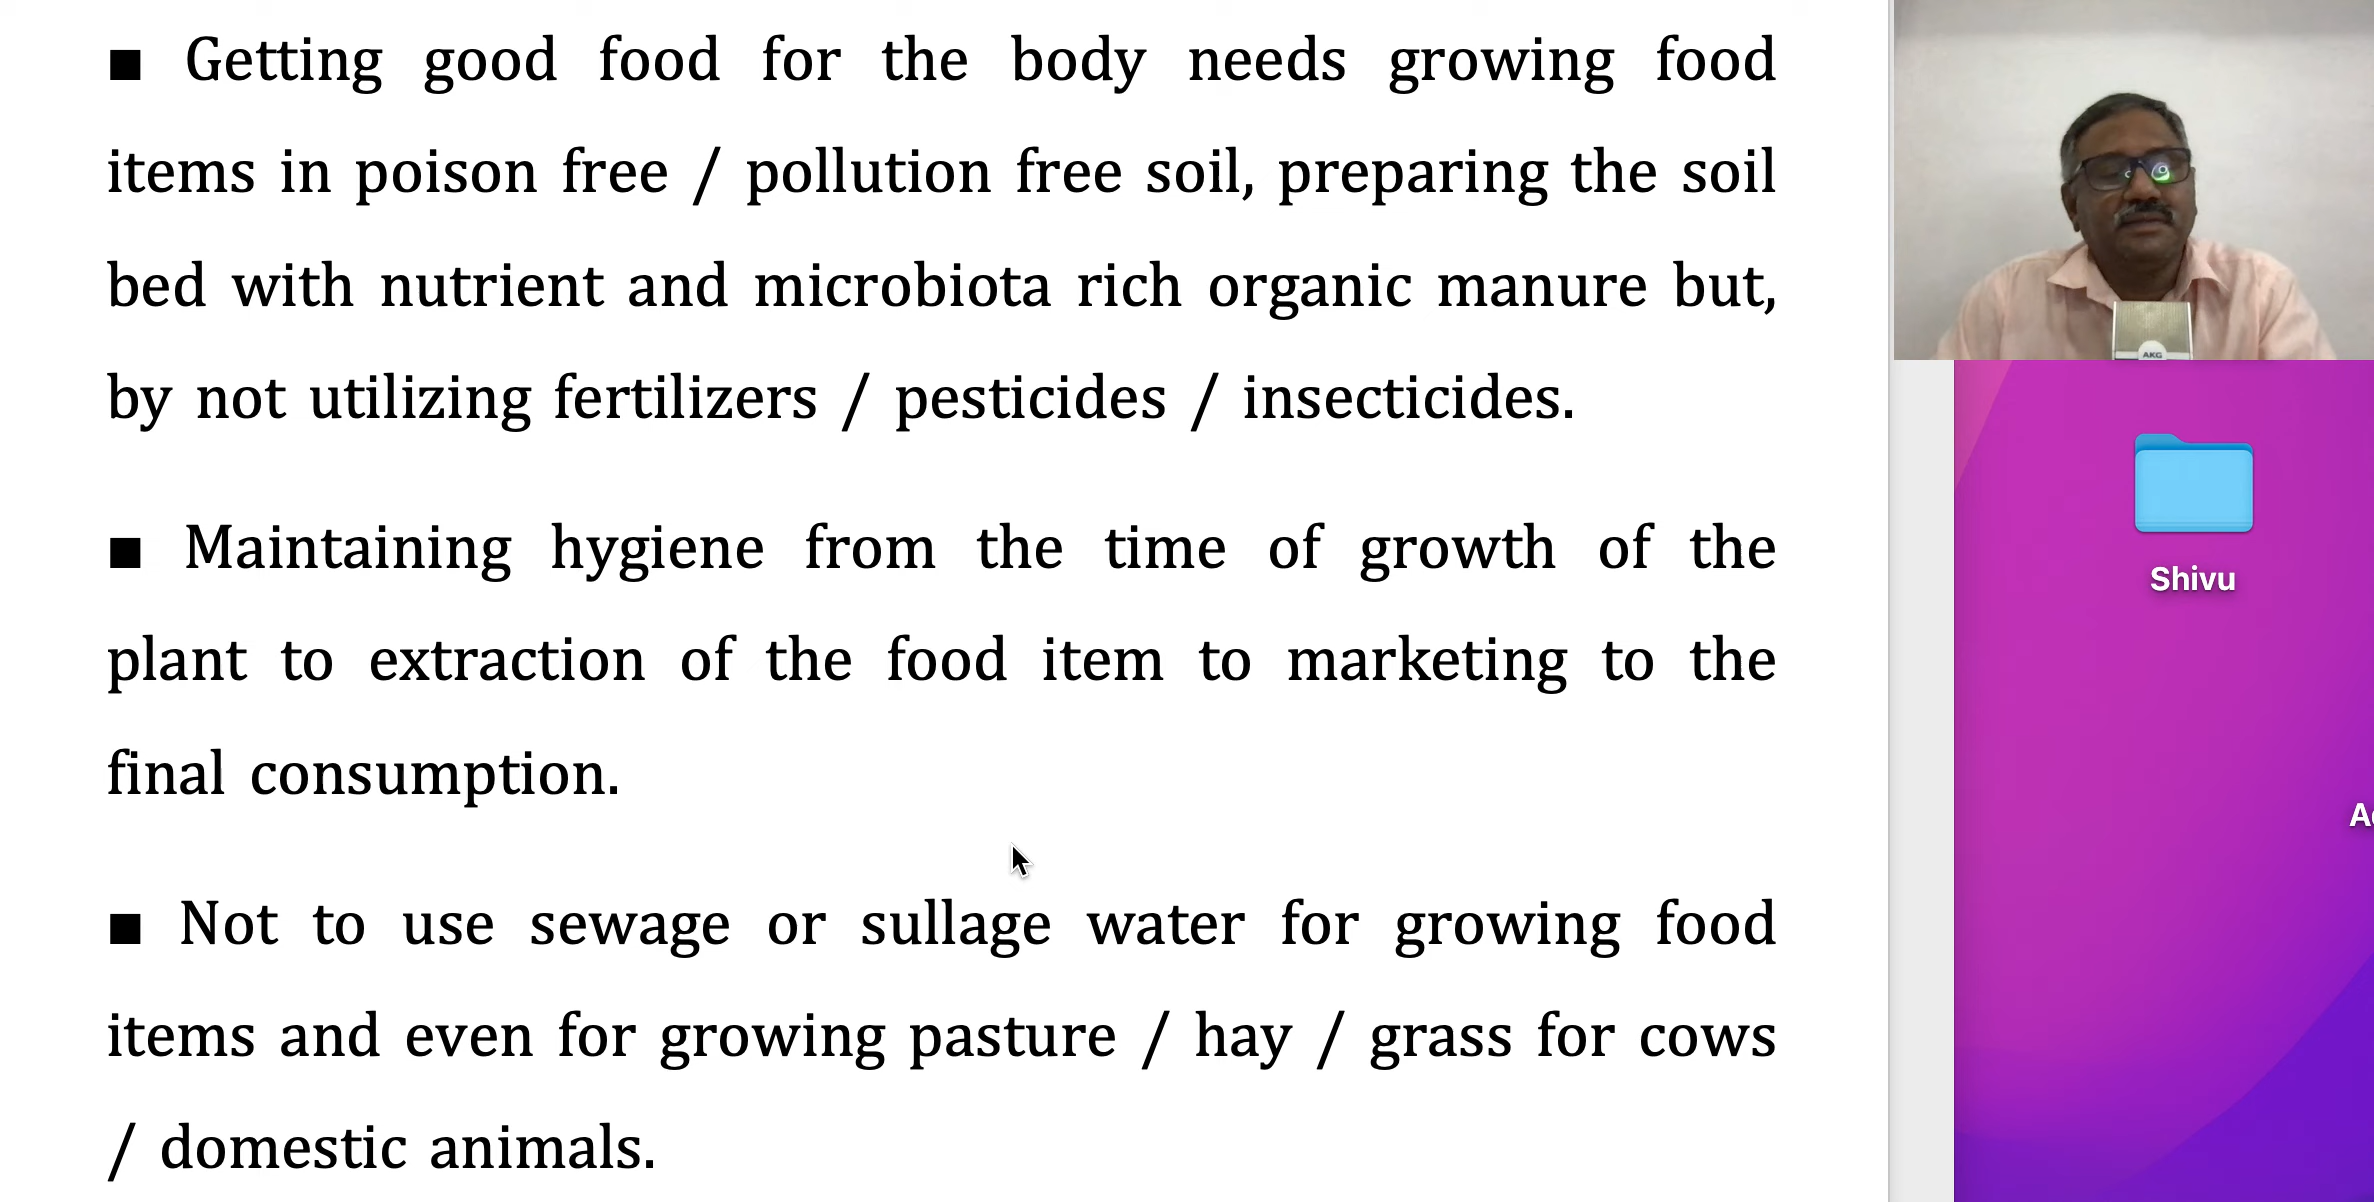 ■ Getting good food for the body needs growing food
items in poison free / pollution free soil, preparing the soil
bed with nutrient and microbiota rich organic manure but,
by not utilizing fertilizers / pesticides / insecticides.
■ Maintaining hygiene from the time of growth of the
plant to extraction of the food item to marketing to the
final consumption.
■ Not to use sewage or sullage water for growing food
items and even for growing pasture / hay / grass for cows
/ domestic animals.
AKG
Shivu